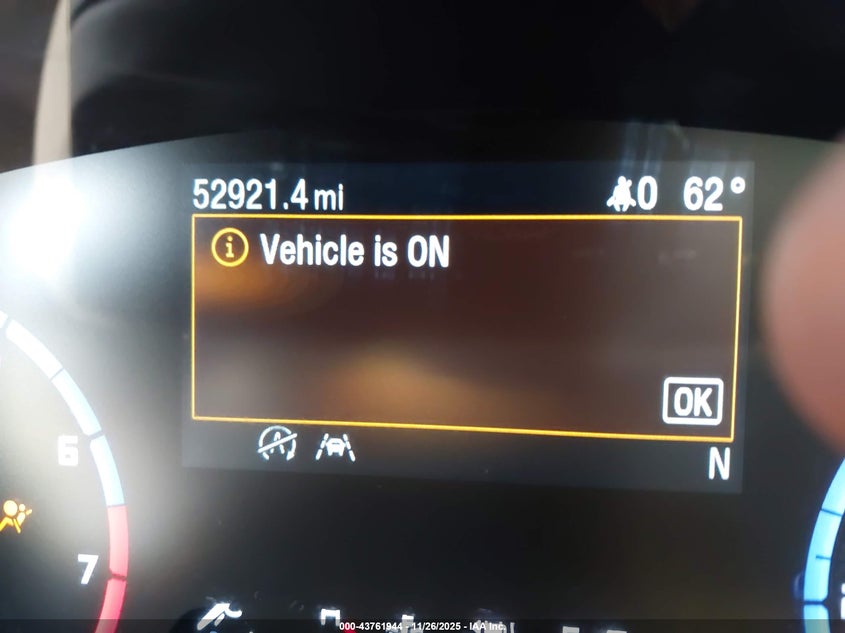 52921.4 mi 0 62°
Vehicle is ON
OK
N
6
7
000-43761944 - 11/26/2025 - IAA Inc.